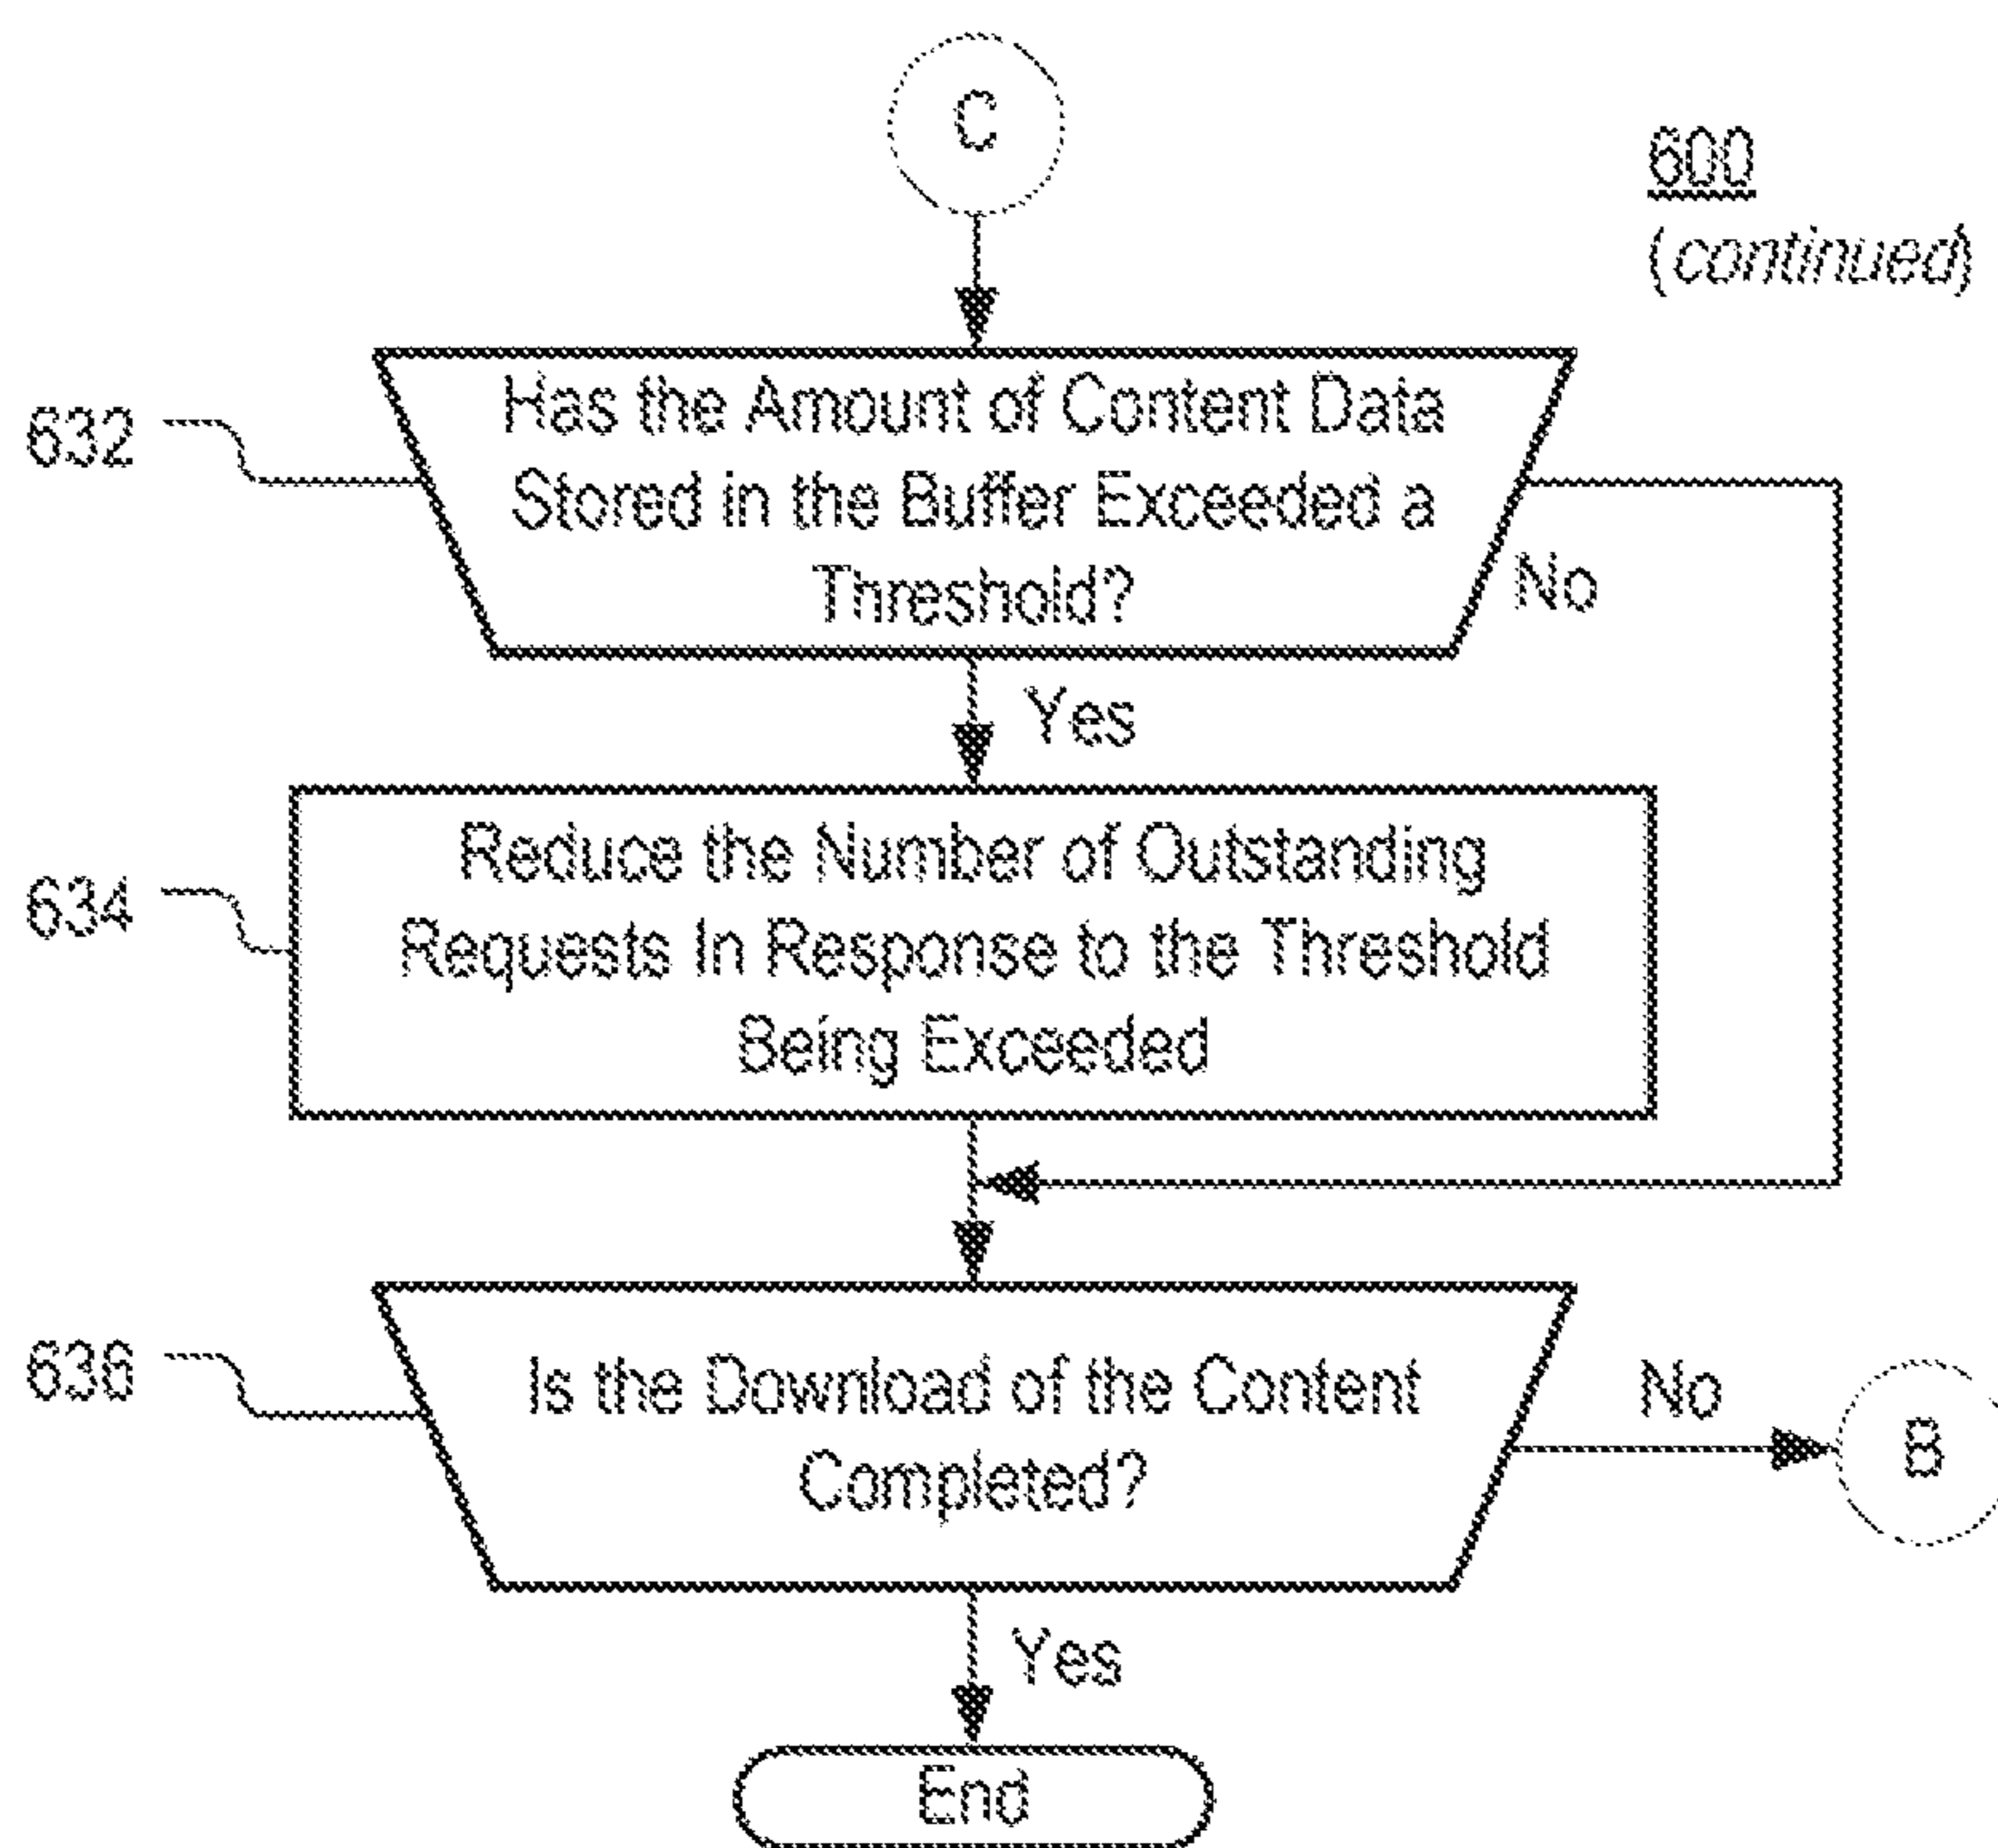 C
600
(continued)
632
Has the Amount of Content Data
Stored in the Buffer Exceeded a
Threshold?
No
Yes
634
Reduce the Number of Outstanding
Requests In Response to the Threshold
Being Exceeded
636
Is the Download of the Content
Completed?
No
B
Yes
End